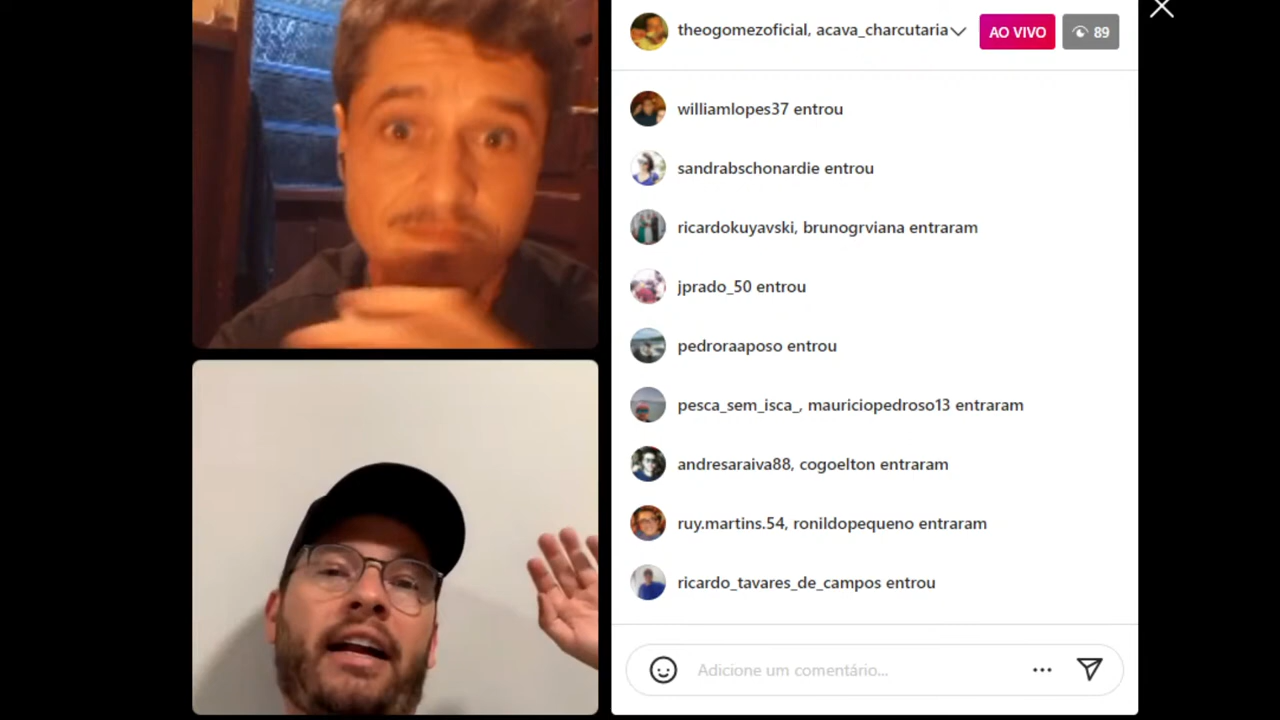 theogomezoficial, acava_charcutaria
AO VIVO
89
williamlopes37 entrou
sandrabschonardie entrou
ricardokuyavski, brunogrviana entraram
jprado_50 entrou
pedroraaposo entrou
pesca_sem_isca_, mauriciopedroso13 entraram
andresaraiva88, cogoelton entraram
ruy.martins.54, ronildopequeno entraram
ricardo_tavares_de_campos entrou
Adicione um comentário...